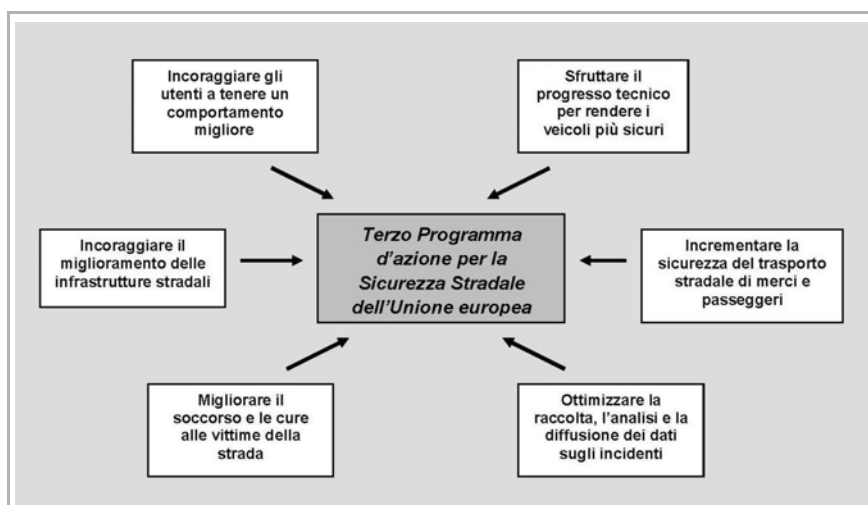 Incoraggiare gli
utenti a tenere un
comportamento
migliore
Sfruttare il
progresso tecnico
per rendere i
veicoli più sicuri
Incoraggiare il
miglioramento delle
infrastrutture stradali
Terzo Programma
d'azione per la
Sicurezza Stradale
dell'Unione europea
Incrementare la
sicurezza del trasporto
stradale di merci e
passeggeri
Migliorare il
soccorso e le cure
alle vittime della
strada
Ottimizzare la
raccolta, l'analisi e la
diffusione dei dati
sugli incidenti